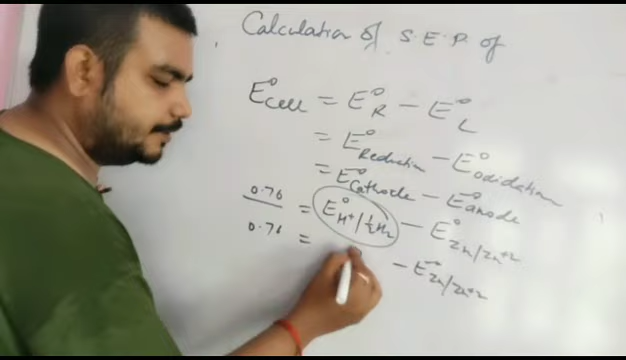 Calculation of S.E.P. of
E°cell = E°R - E°L
= E°Reduction - E°oxidation
= E°Cathode - E°anode
0.76 = E°H+/½H2 - E°Zn/Zn+2
0.76 = - E°Zn/Zn+2